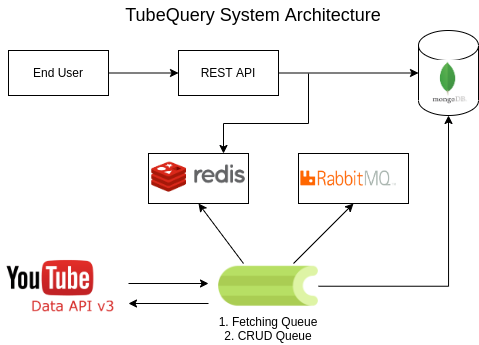 TubeQuery System Architecture
End User
REST API
mongoDB
redis
RabbitMQ
YouTube
Data API v3
1. Fetching Queue
2. CRUD Queue